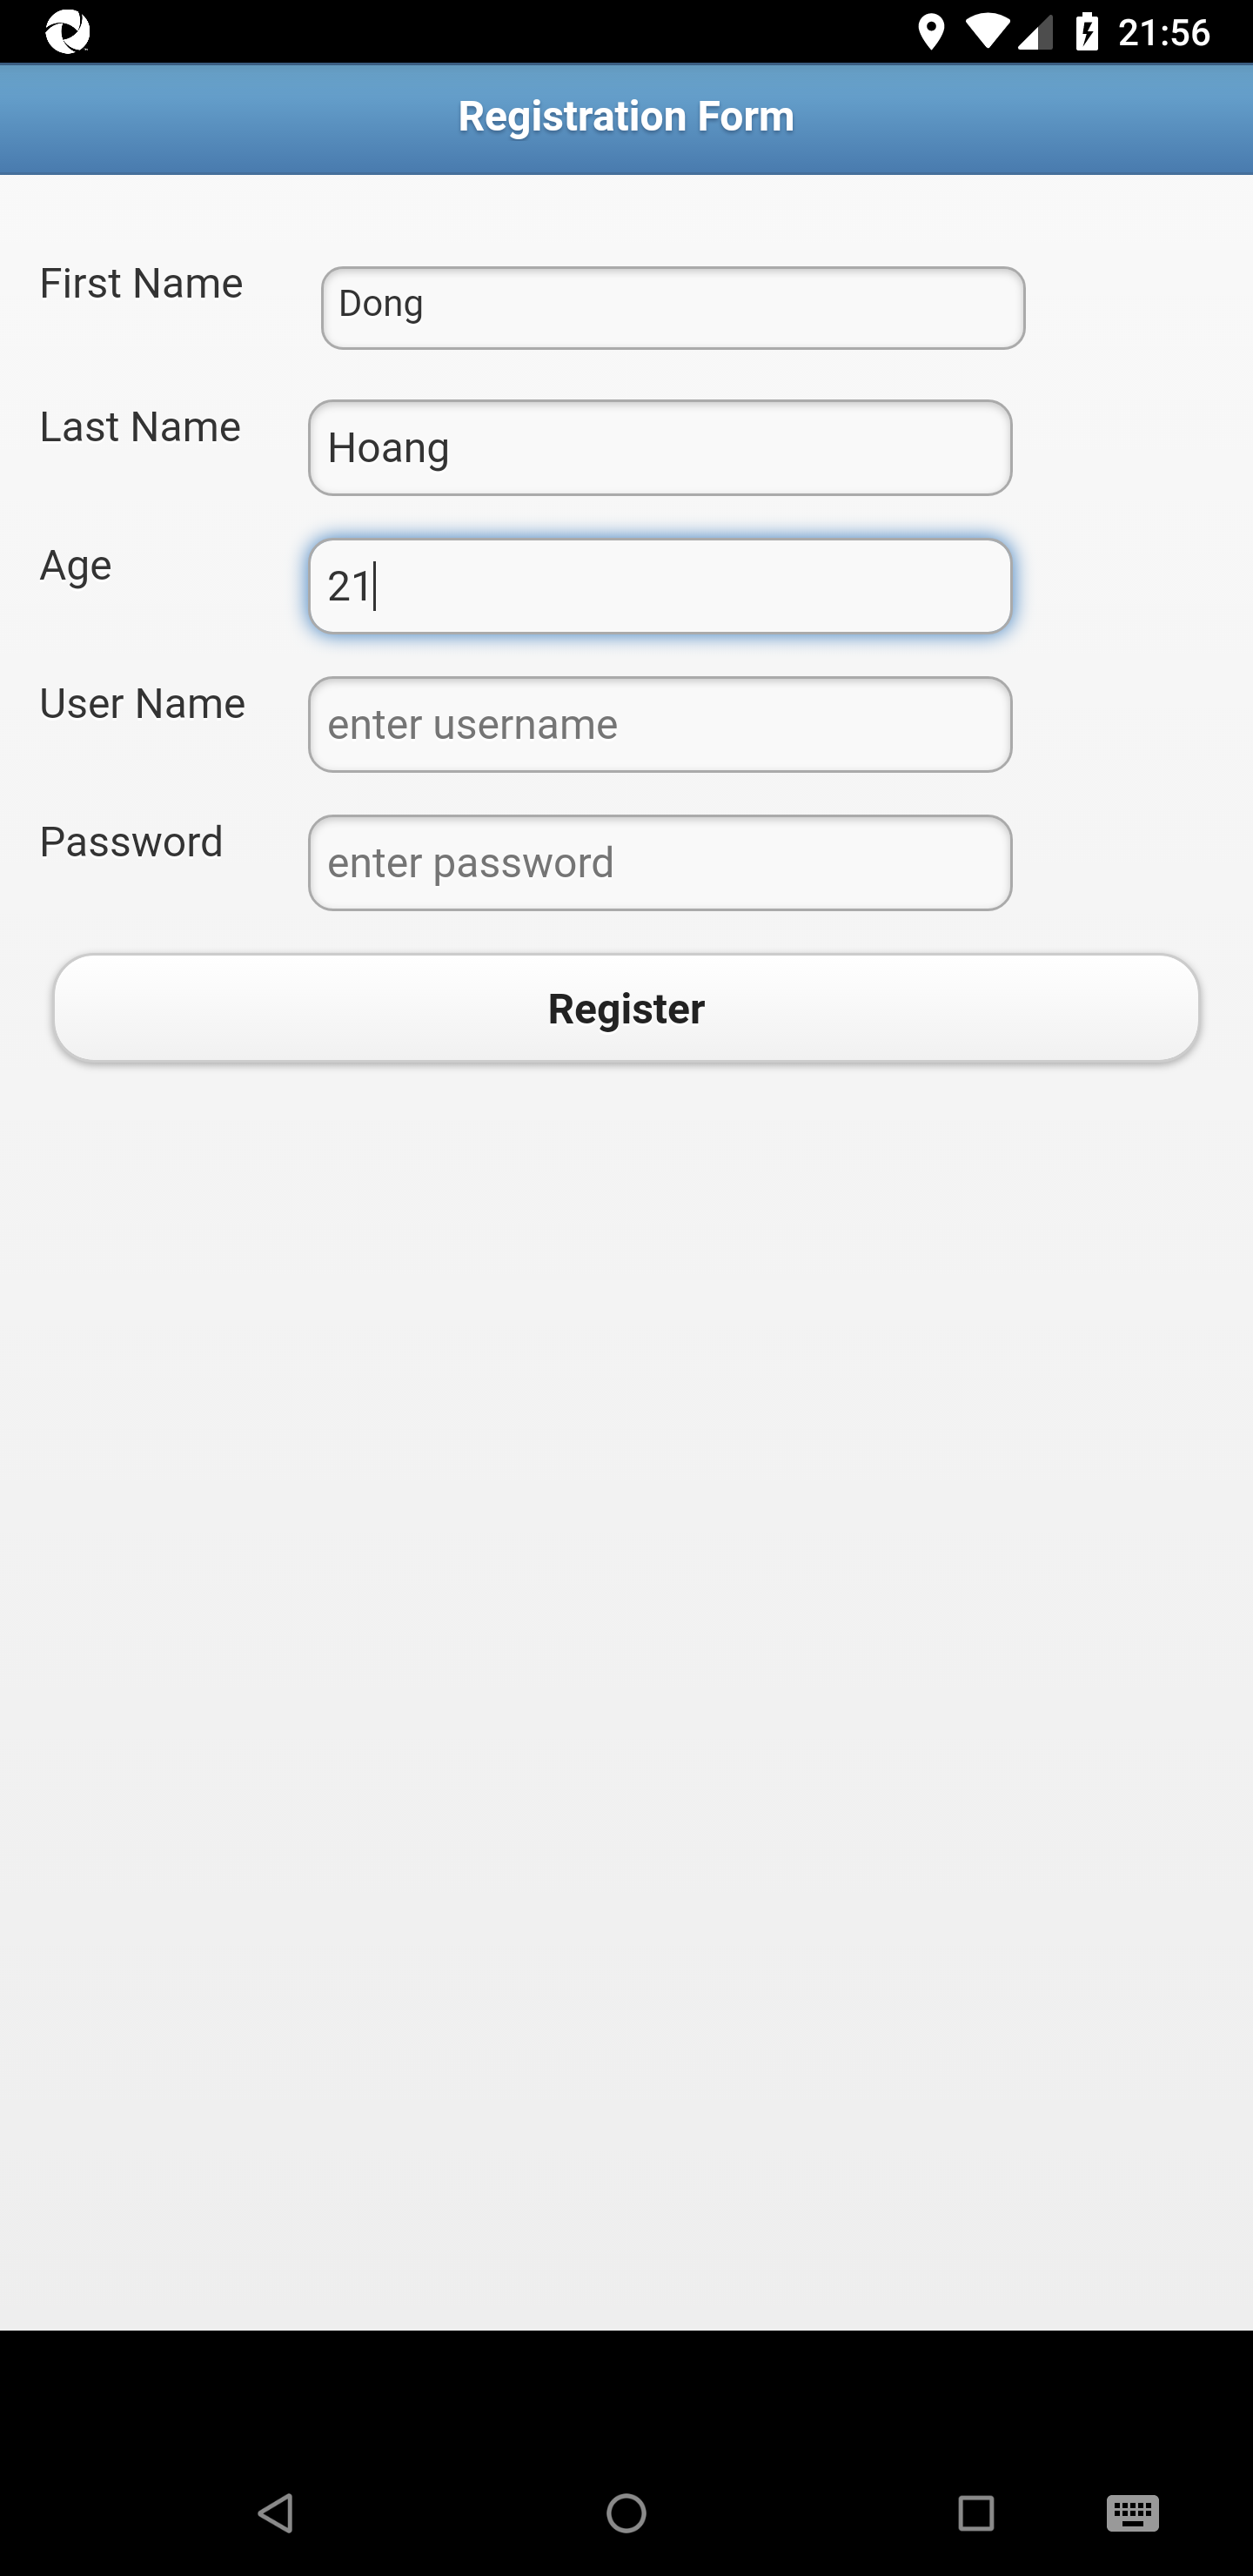 21:56
Registration Form
First Name Dong
Last Name Hoang
Age 21
User Name enter username
Password enter password
Register